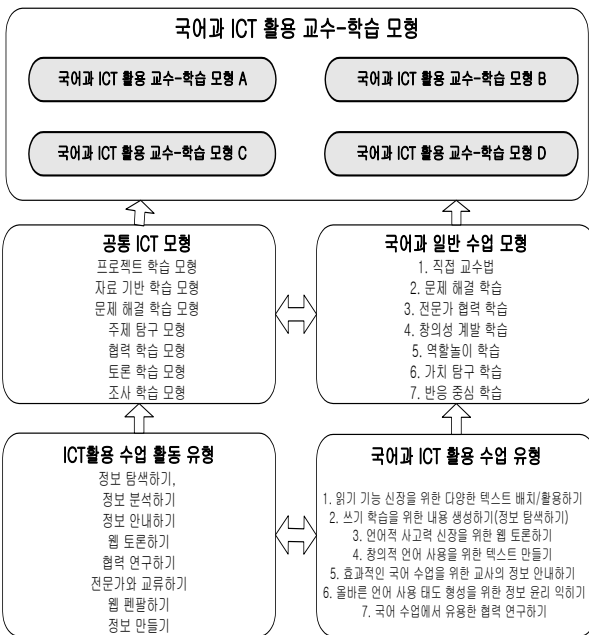 국어과 ICT 활용 교수-학습 모형
국어과 ICT 활용 교수-학습 모형 A
국어과 ICT 활용 교수-학습 모형 B
국어과 ICT 활용 교수-학습 모형 C
국어과 ICT 활용 교수-학습 모형 D
공통 ICT 모형
프로젝트 학습 모형
자료 기반 학습 모형
문제 해결 학습 모형
주제 탐구 모형
협력 학습 모형
토론 학습 모형
조사 학습 모형
국어과 일반 수업 모형
1. 직접 교수법
2. 문제 해결 학습
3. 전문가 협력 학습
4. 창의성 계발 학습
5. 역할놀이 학습
6. 가치 탐구 학습
7. 반응 중심 학습
ICT활용 수업 활동 유형
정보 탐색하기,
정보 분석하기
정보 안내하기
웹 토론하기
협력 연구하기
전문가와 교류하기
웹 펜팔하기
정보 만들기
국어과 ICT 활용 수업 유형
1. 읽기 기능 신장을 위한 다양한 텍스트 배치/활용하기
2. 쓰기 학습을 위한 내용 생성하기(정보 탐색하기)
3. 언어적 사고력 신장을 위한 웹 토론하기
4. 창의적 언어 사용을 위한 텍스트 만들기
5. 효과적인 국어 수업을 위한 교사의 정보 안내하기
6. 올바른 언어 사용 태도 형성을 위한 정보 윤리 익히기
7. 국어 수업에서 유용한 협력 연구하기